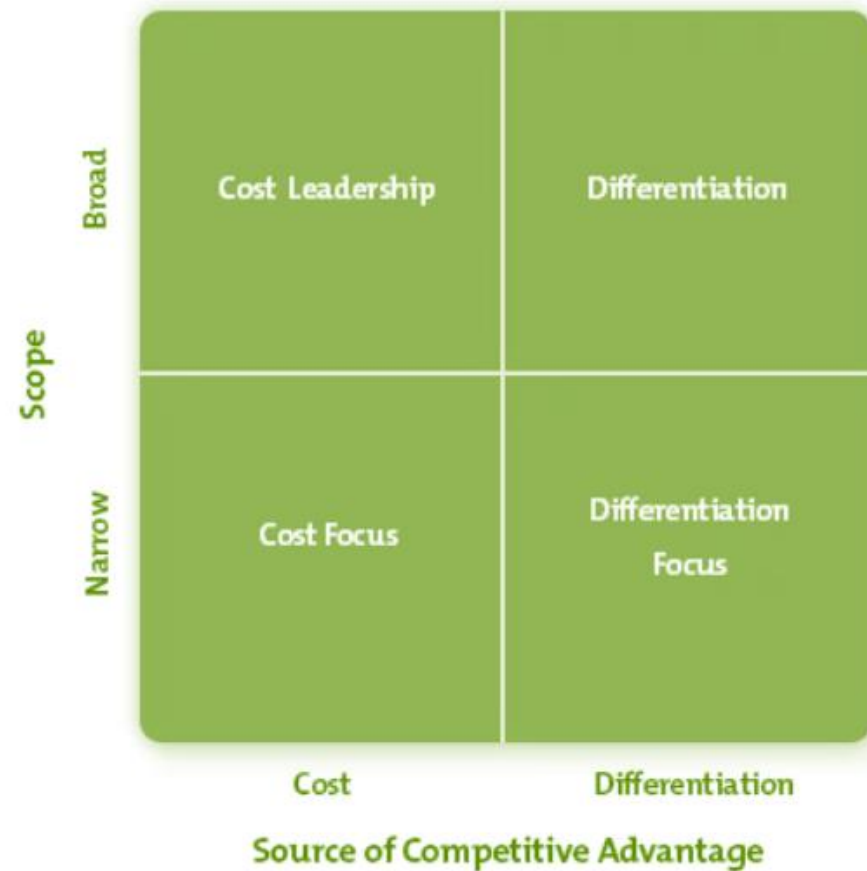 Broad
Cost Leadership
Differentiation
Scope
Narrow
Cost Focus
Differentiation
Focus
Cost
Differentiation
Source of Competitive Advantage